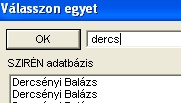 Válasszon egyet
OK dercs
SZIRÉN adatbázis
Dercsényi Balázs
Dercsényi Balázs
Dercsényi Balázs